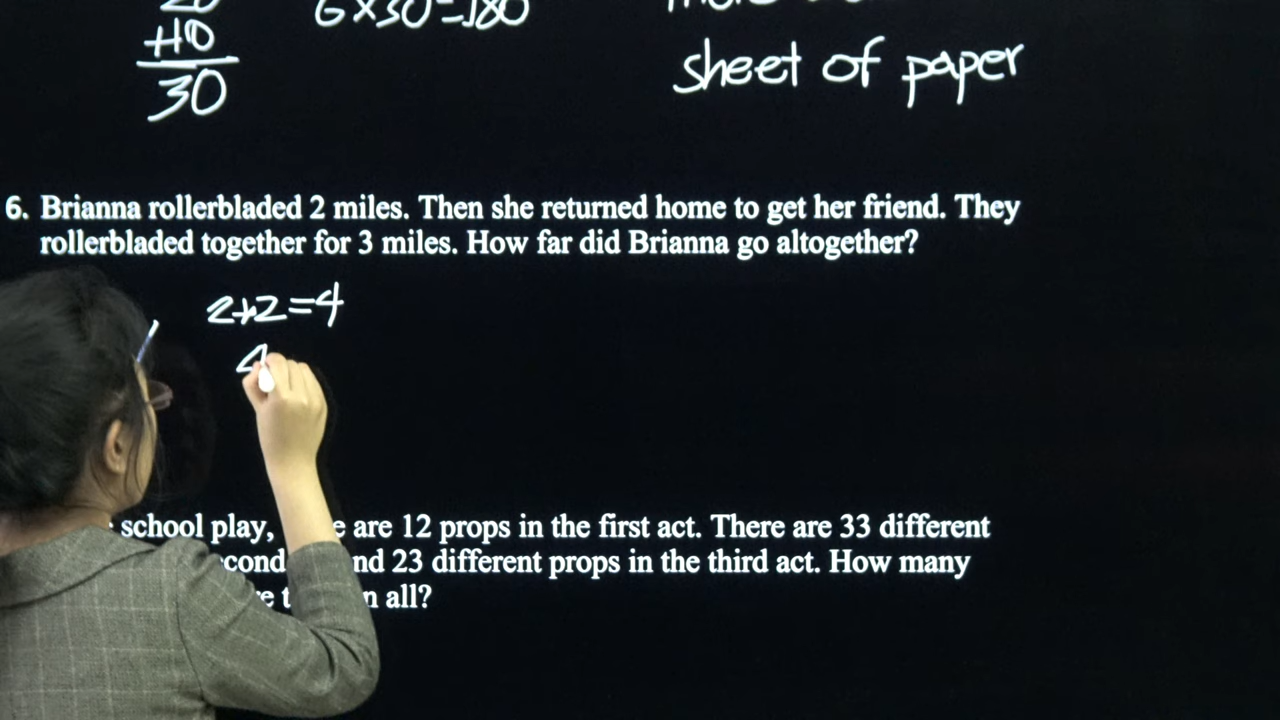 +10
6×30=180
30
sheet of paper
6. Brianna rollerbladed 2 miles. Then she returned home to get her friend. They
rollerbladed together for 3 miles. How far did Brianna go altogether?
2+2=4
4
school play, are 12 props in the first act. There are 33 different
23 different props in the third act. How many
all?